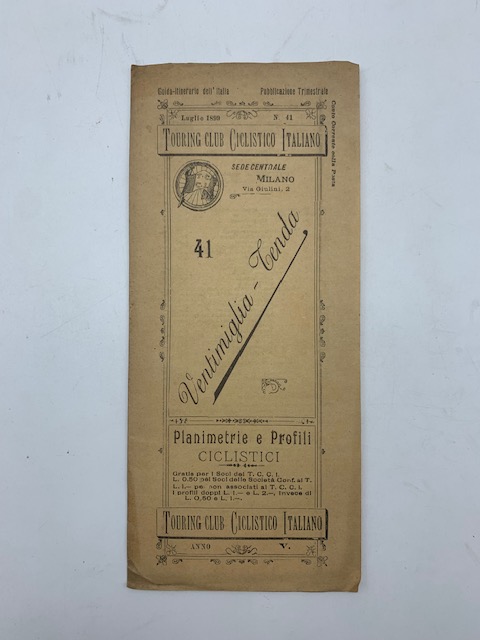 Guida-Itinerario dell'Italia Pubblicazione Trimestrale
Conto Corrente colla Posta
Luglio 1899 N. 41
TOURING CLUB CICLISTICO ITALIANO
SEDE CENTRALE
MILANO
Via Giulini, 2
41
Ventimiglia - Tenda
Planimetrie e Profili
CICLISTICI
Gratis per i Soci del T. C. C. I.
L. 0.50 pei Soci delle Società Conf. al T.
L. 1.- pei non associati al T. C. C. I.
I profili doppi L. 1.- e L. 2.-, invece di
L. 0,50 e L. 1.-.
TOURING CLUB CICLISTICO ITALIANO
ANNO V.